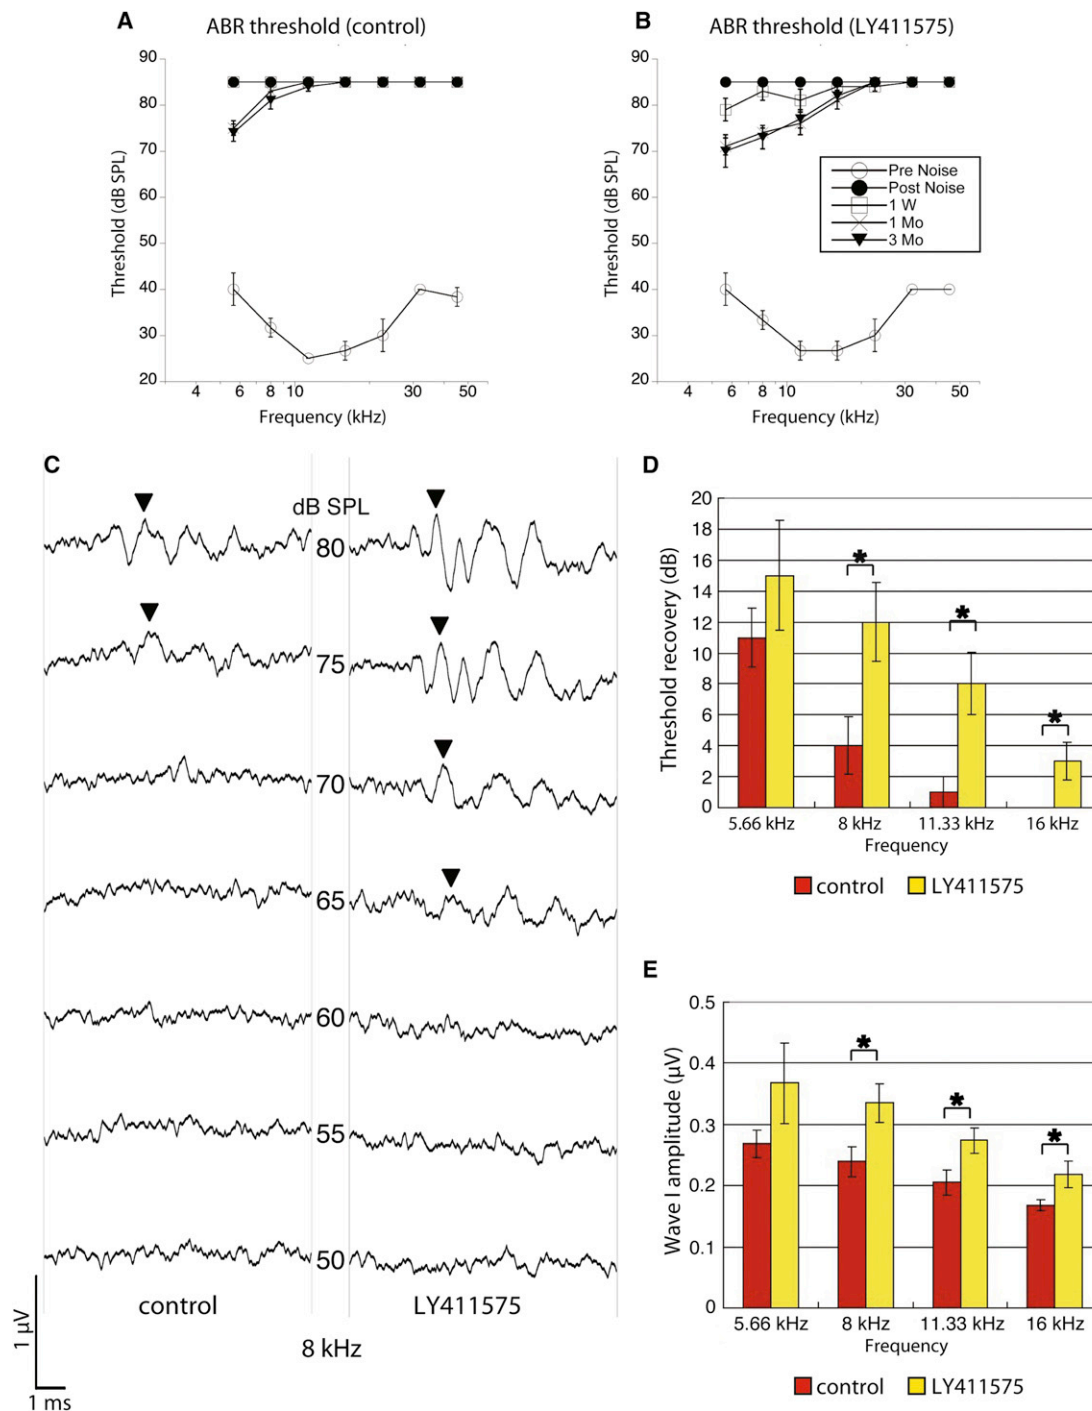 A
ABR threshold (control)
90
80
70
60
50
40
30
20
Threshold (dB SPL)
4 6 8 10 30 50
Frequency (kHz)
B
ABR threshold (LY411575)
90
80
70
60
50
40
30
20
Threshold (dB SPL)
Pre Noise
Post Noise
1 W
1 Mo
3 Mo
4 6 8 10 30 50
Frequency (kHz)
C
dB SPL
80
75
70
65
60
55
50
control
LY411575
8 kHz
1 µV
1 ms
D
20
18
16
14
12
10
8
6
4
2
0
Threshold recovery (dB)
* * *
5.66 kHz 8 kHz 11.33 kHz 16 kHz
Frequency
control LY411575
E
0.5
0.4
0.3
0.2
0.1
0
Wave I amplitude (µV)
* * *
5.66 kHz 8 kHz 11.33 kHz 16 kHz
Frequency
control LY411575